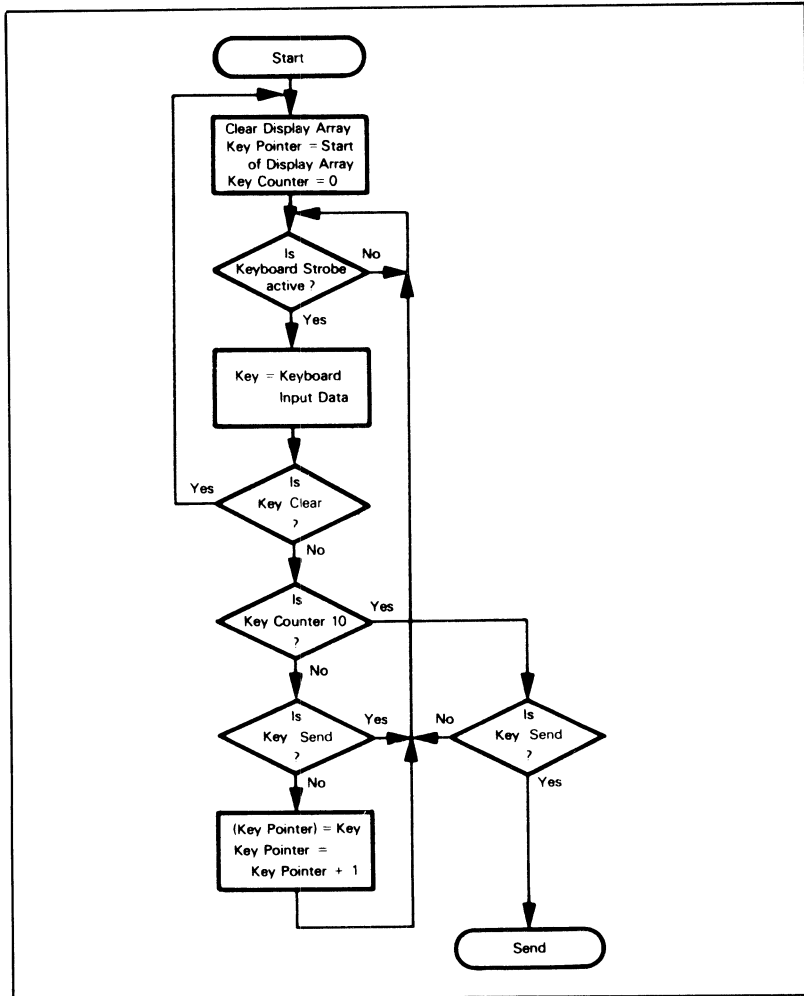 Start
Clear Display Array
Key Pointer = Start
of Display Array
Key Counter = 0
Is
Keyboard Strobe
active ?
No
Yes
Key = Keyboard
Input Data
Is
Key Clear
?
Yes
No
Is
Key Counter 10
?
Yes
No
Is
Key Send
?
Yes
No
No
Is
Key Send
?
Yes
(Key Pointer) = Key
Key Pointer =
Key Pointer + 1
Send